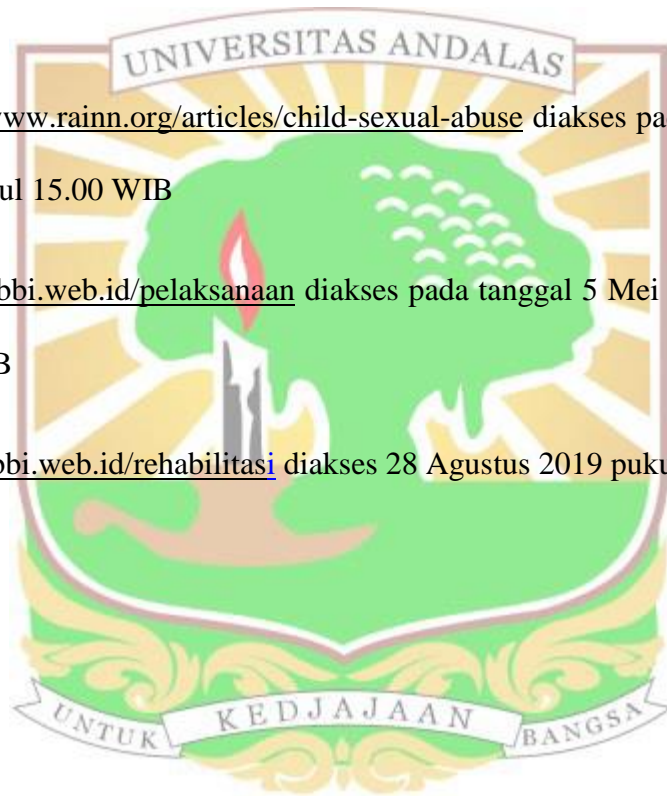 UNIVERSITAS ANDALAS
www.rainn.org/articles/child-sexual-abuse diakses pa
ul 15.00 WIB
bbi.web.id/pelaksanaan diakses pada tanggal 5 Mei
B
bbi.web.id/rehabilitasi diakses 28 Agustus 2019 puku
UNTUK KEDJAJAAN BANGSA